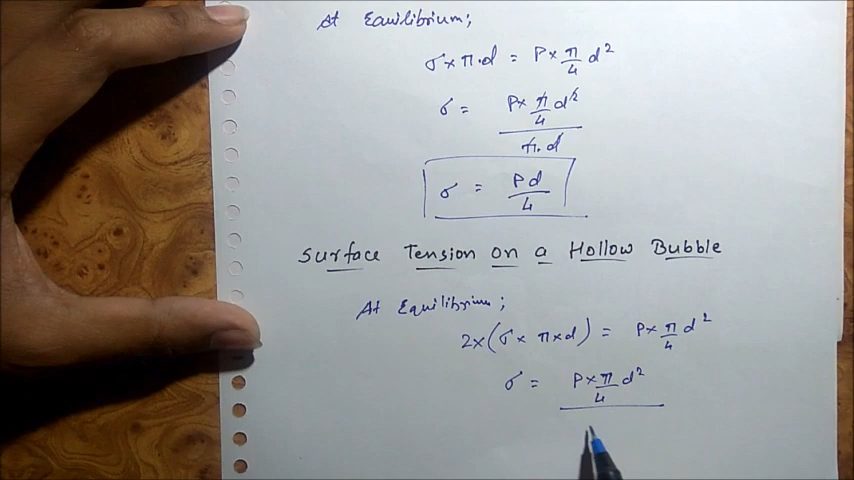 At Equilibrium;
σ × π.d = P × π/4 d²
σ = P × π/4 d² / π.d
σ = Pd/4
Surface Tension on a Hollow Bubble
At Equilibrium;
2×(σ × π × d) = P × π/4 d²
σ = P × π/4 d²